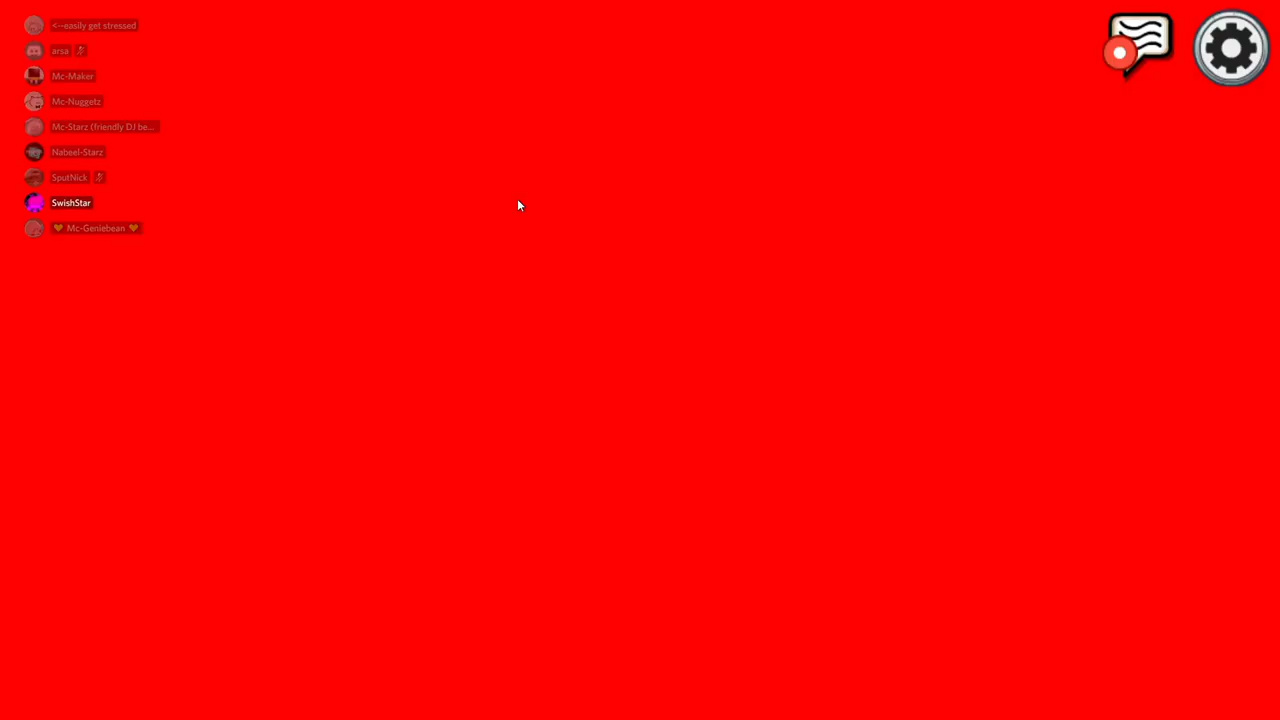 <--easily get stressed
arsa
Mc-Maker
Mc-Nuggetz
Mc-Starz (friendly DJ be...
Nabeel-Starz
SputNick
SwishStar
🧡 Mc-Geniebean 🧡